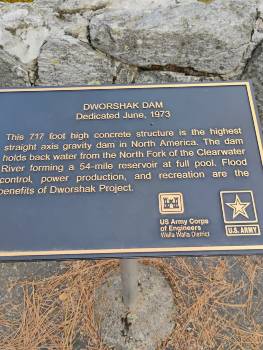 DWORSHAK DAM
Dedicated June, 1973
This 717 foot high concrete structure is the highest
straight axis gravity dam in North America. The dam
holds back water from the North Fork of the Clearwater
River forming a 54-mile reservoir at full pool. Flood
control, power production, and recreation are the
benefits of Dworshak Project.
US Army Corps
of Engineers
Walla Walla District
U.S. ARMY